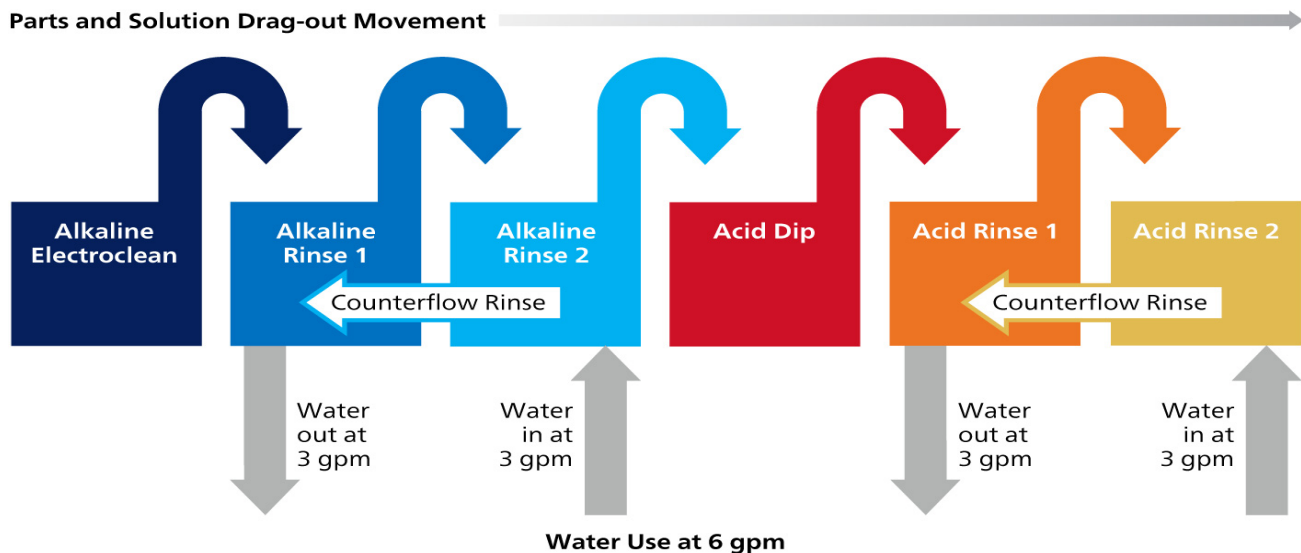 Parts and Solution Drag-out Movement
Alkaline
Electroclean
Alkaline
Rinse 1
Alkaline
Rinse 2
Acid Dip
Acid Rinse 1
Acid Rinse 2
Counterflow Rinse
Counterflow Rinse
Water
out at
3 gpm
Water
in at
3 gpm
Water
out at
3 gpm
Water
in at
3 gpm
Water Use at 6 gpm